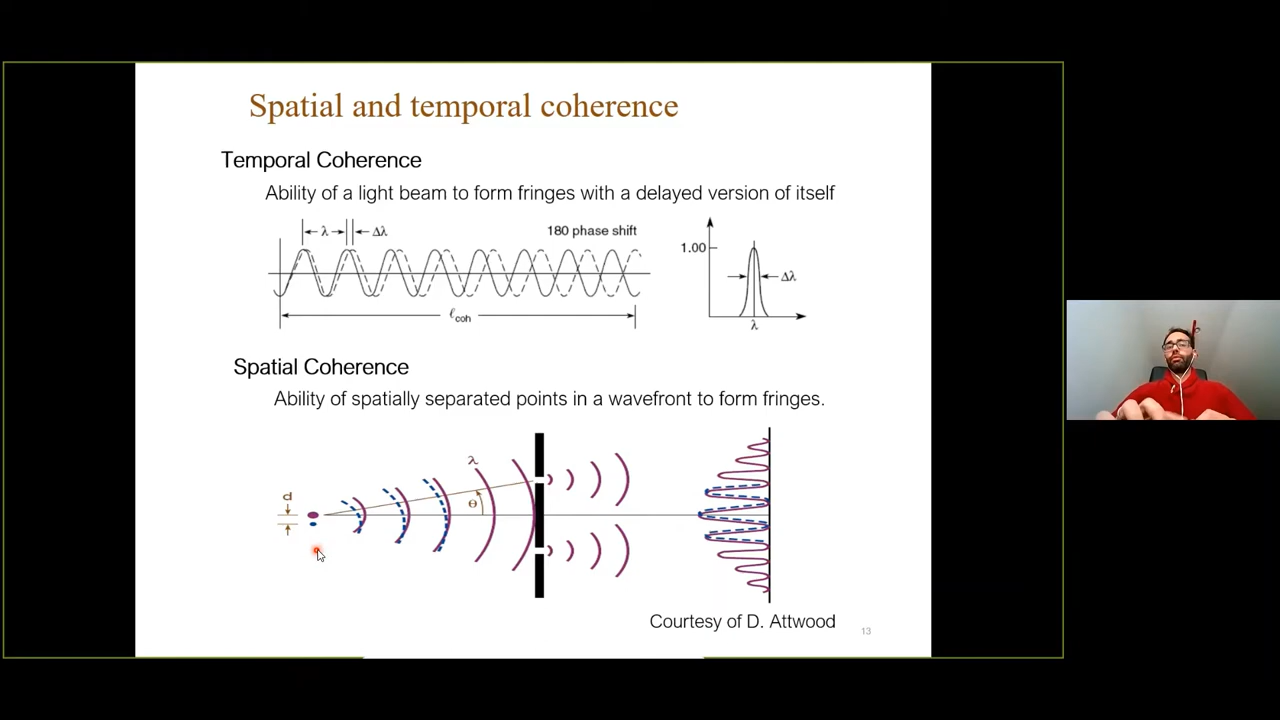 Spatial and temporal coherence
Temporal Coherence
Ability of a light beam to form fringes with a delayed version of itself
λ Δλ 180 phase shift
1.00
Δλ
ℓcoh
λ
Spatial Coherence
Ability of spatially separated points in a wavefront to form fringes.
λ
d
θ
Courtesy of D. Attwood
13